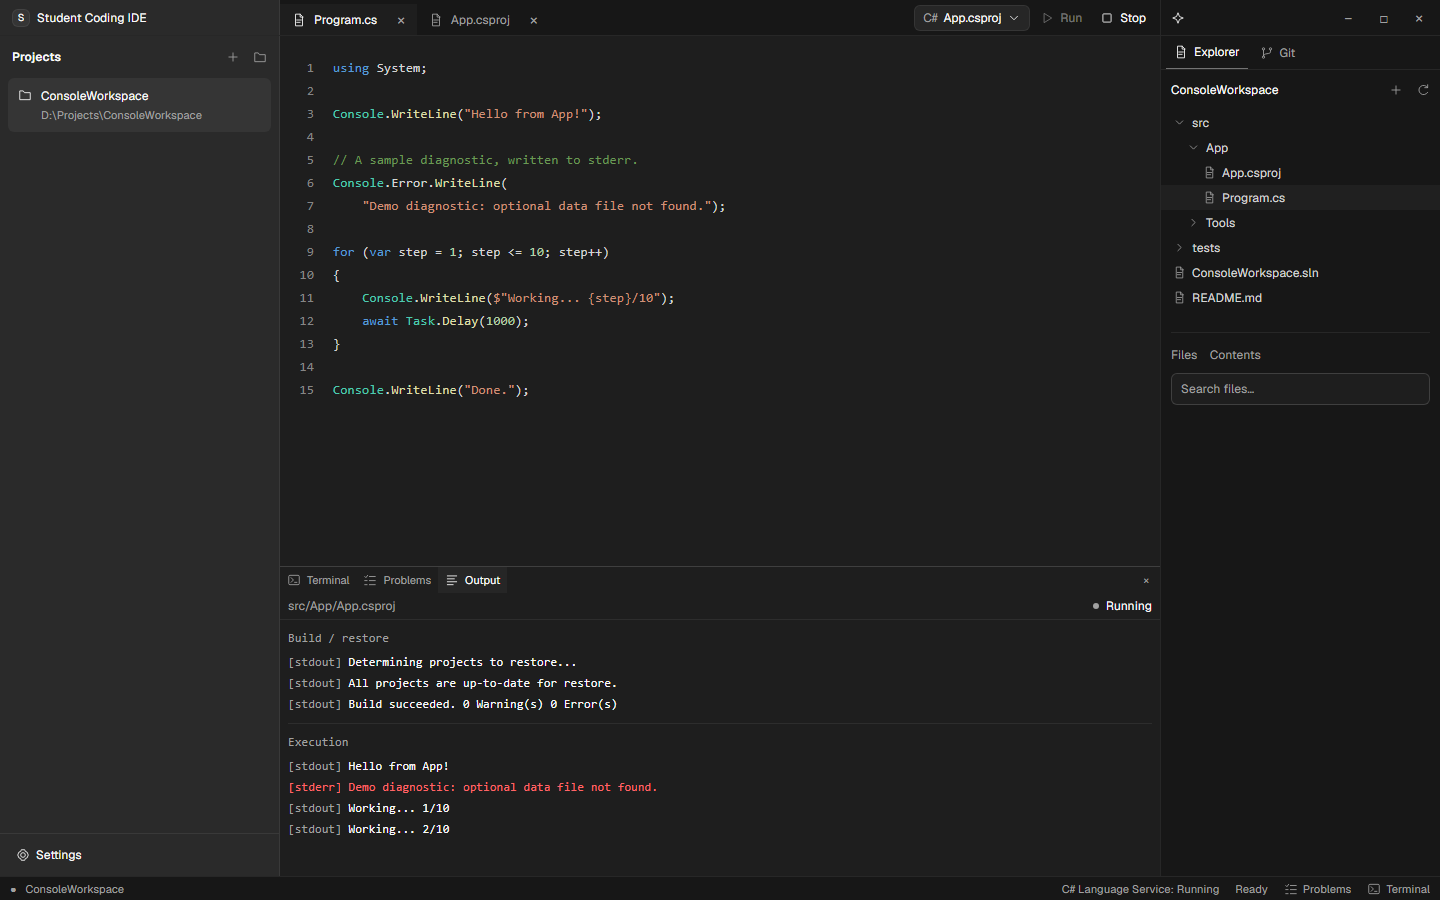 S Student Coding IDE
Projects
ConsoleWorkspace
D:\Projects\ConsoleWorkspace
Settings
Program.cs
App.csproj
C# App.csproj
Run
Stop
1 using System;
2
3 Console.WriteLine("Hello from App!");
4
5 // A sample diagnostic, written to stderr.
6 Console.Error.WriteLine(
7 "Demo diagnostic: optional data file not found.");
8
9 for (var step = 1; step <= 10; step++)
10 {
11 Console.WriteLine($"Working... {step}/10");
12 await Task.Delay(1000);
13 }
14
15 Console.WriteLine("Done.");
Terminal Problems Output
src/App/App.csproj Running
Build / restore
[stdout] Determining projects to restore...
[stdout] All projects are up-to-date for restore.
[stdout] Build succeeded. 0 Warning(s) 0 Error(s)
Execution
[stdout] Hello from App!
[stderr] Demo diagnostic: optional data file not found.
[stdout] Working... 1/10
[stdout] Working... 2/10
Explorer Git
ConsoleWorkspace
src
App
App.csproj
Program.cs
Tools
tests
ConsoleWorkspace.sln
README.md
Files Contents
Search files...
ConsoleWorkspace
C# Language Service: Running Ready Problems Terminal